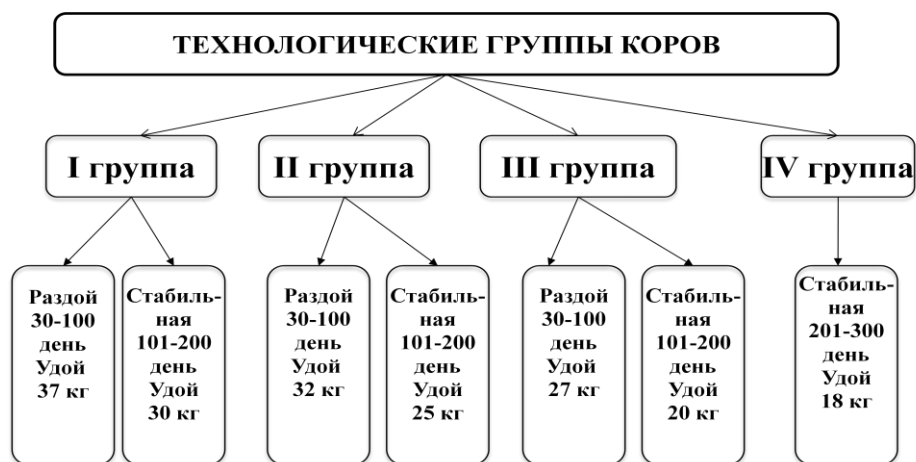 ТЕХНОЛОГИЧЕСКИЕ ГРУППЫ КОРОВ
I группа
II группа
III группа
IV группа
Раздой
30-100
день
Удой
37 кг
Стабиль-
ная
101-200
день
Удой
30 кг
Раздой
30-100
день
Удой
32 кг
Стабиль-
ная
101-200
день
Удой
25 кг
Раздой
30-100
день
Удой
27 кг
Стабиль-
ная
101-200
день
Удой
20 кг
Стабиль-
ная
201-300
день
Удой
18 кг